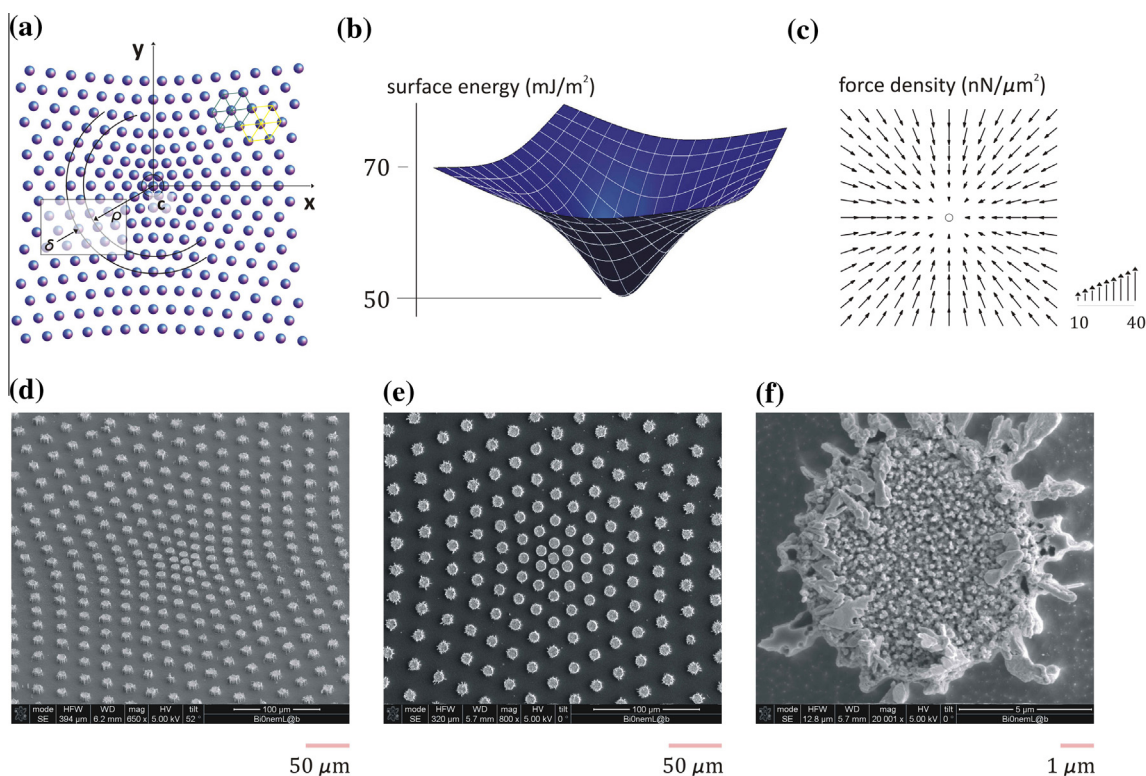 (a)
y
x
c
ρ
δ
(b)
surface energy (mJ/m²)
70
50
(c)
force density (nN/μm²)
10
40
(d)
mode HFW WD mag HV tilt
SE 394 μm 6.2 mm 650 x 5.00 kV 52 °
100 μm
Bi0nemL@b
50 μm
(e)
mode HFW WD mag HV tilt
SE 320 μm 5.7 mm 800 x 5.00 kV 0 °
100 μm
Bi0nemL@b
50 μm
(f)
mode HFW WD mag HV tilt
SE 12.8 μm 5.7 mm 20 001 x 5.00 kV 0 °
5 μm
Bi0nemL@b
1 μm